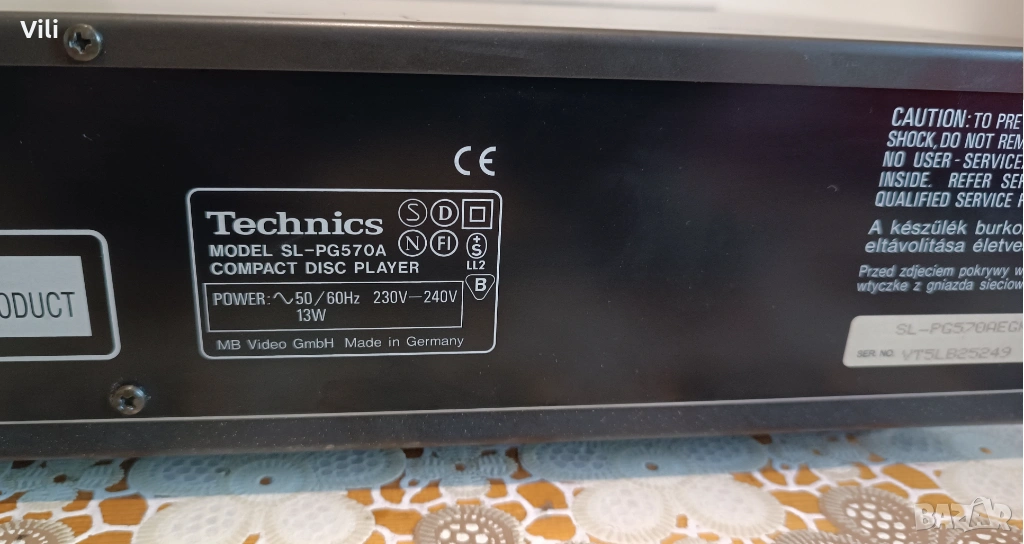 Vili
CE
Technics S D
MODEL SL-PG570A N FI S
COMPACT DISC PLAYER LL2
B
POWER: ∿ 50/60Hz 230V—240V
13W
MB Video GmbH Made in Germany
ODUCT
CAUTION: TO PRE
SHOCK, DO NOT REM
NO USER-SERVICE
INSIDE. REFER SER
QUALIFIED SERVICE P
A készülék burko
eltávolítása életves
Przed zdjeciem pokrywy w
wtyczke z gniazda sieciow
SL-PG570AEG
SER. NO. VT5LB25249
BAZAR